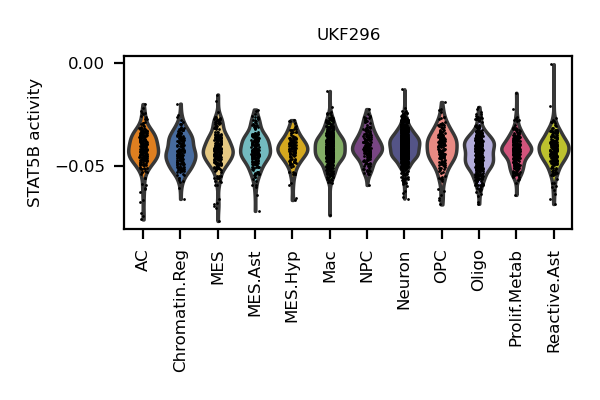 UKF296
STAT5B activity
0.00
−0.05
AC
Chromatin.Reg
MES
MES.Ast
MES.Hyp
Mac
NPC
Neuron
OPC
Oligo
Prolif.Metab
Reactive.Ast